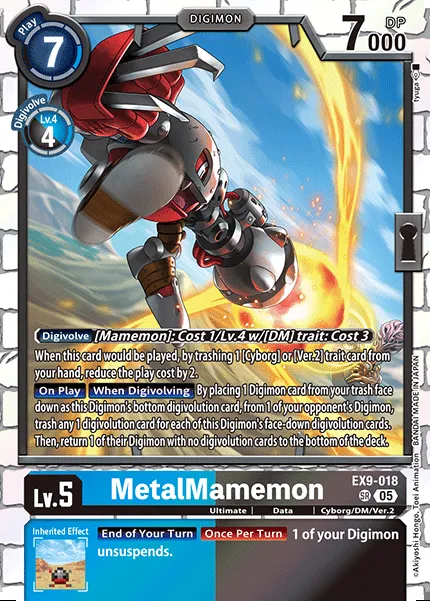 Play
7
DIGIMON
7000
DP
Digivolve
Lv.4
4
tyuga
Digivolve [Mamemon]: Cost 1/Lv.4 w/[DM] trait: Cost 3
When this card would be played, by trashing 1 [Cyborg] or [Ver.2] trait card from
your hand, reduce the play cost by 2.
On Play When Digivolving By placing 1 Digimon card from your trash face
down as this Digimon's bottom digivolution card, from 1 of your opponent's Digimon,
trash any 1 digivolution card for each of this Digimon's face-down digivolution cards.
Then, return 1 of their Digimon with no digivolution cards to the bottom of the deck.
©Akiyoshi Hongo, Toei Animation
BANDAI MADE IN JAPAN
Lv.5
MetalMamemon
EX9-018
SR 05
Ultimate | Data | Cyborg/DM/Ver.2
Inherited Effect
End of Your Turn Once Per Turn 1 of your Digimon
unsuspends.